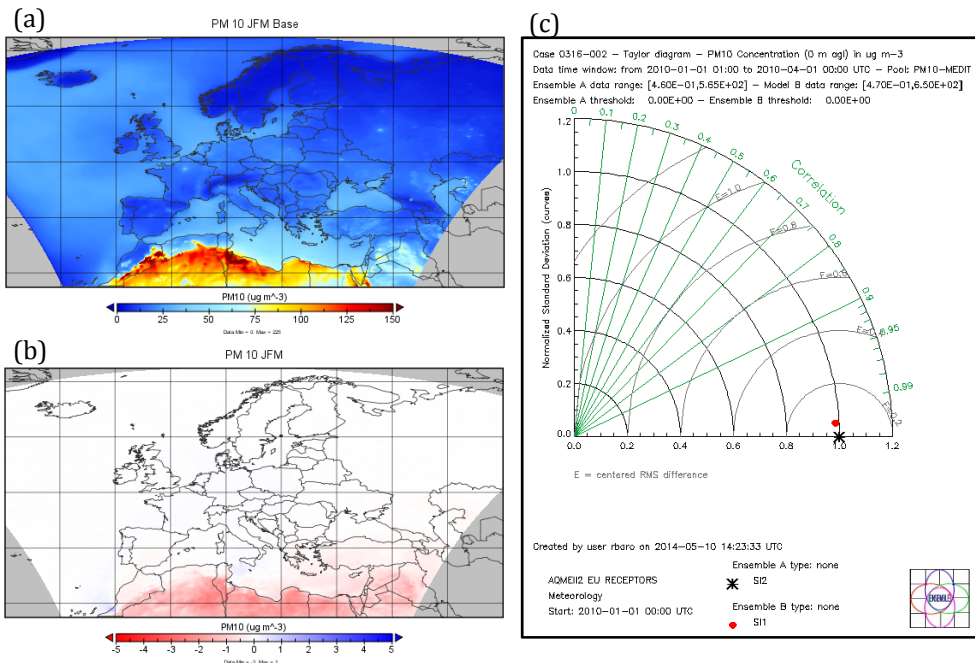 (a)
PM 10 JFM Base
PM10 (ug m^-3)
0 25 50 75 100 125 150
Data Min = 0, Max = 225
(b)
PM 10 JFM
PM10 (ug m^-3)
-5 -4 -3 -2 -1 0 1 2 3 4 5
Data Min = -3, Max = 1
(c)
Case 0316-002 - Taylor diagram - PM10 Concentration (0 m agl) in ug m-3
Data time window: from 2010-01-01 01:00 to 2010-04-01 00:00 UTC - Pool: PM10-MEDIT
Ensemble A data range: [4.60E-01,5.65E+02] - Model B data range: [4.70E-01,6.50E+02]
Ensemble A threshold: 0.00E+00 - Ensemble B threshold: 0.00E+00
0 0.1 0.2 0.3 0.4 0.5 0.6 0.7 0.8 0.9 0.95 0.99
Correlation
Normalized Standard Deviation (curves)
1.2
1.0
0.8
0.6
0.4
0.2
0.0
E=1.0
E=0.8
E=0.2
0.0 0.2 0.4 0.6 0.8 1.0 1.2
E = centered RMS difference
Created by user rbaro on 2014-05-10 14:23:33 UTC
Ensemble A type: none
SI2
AQMEII2 EU RECEPTORS
Meteorology
Start: 2010-01-01 00:00 UTC
Ensemble B type: none
SI1
ENSEMBLE